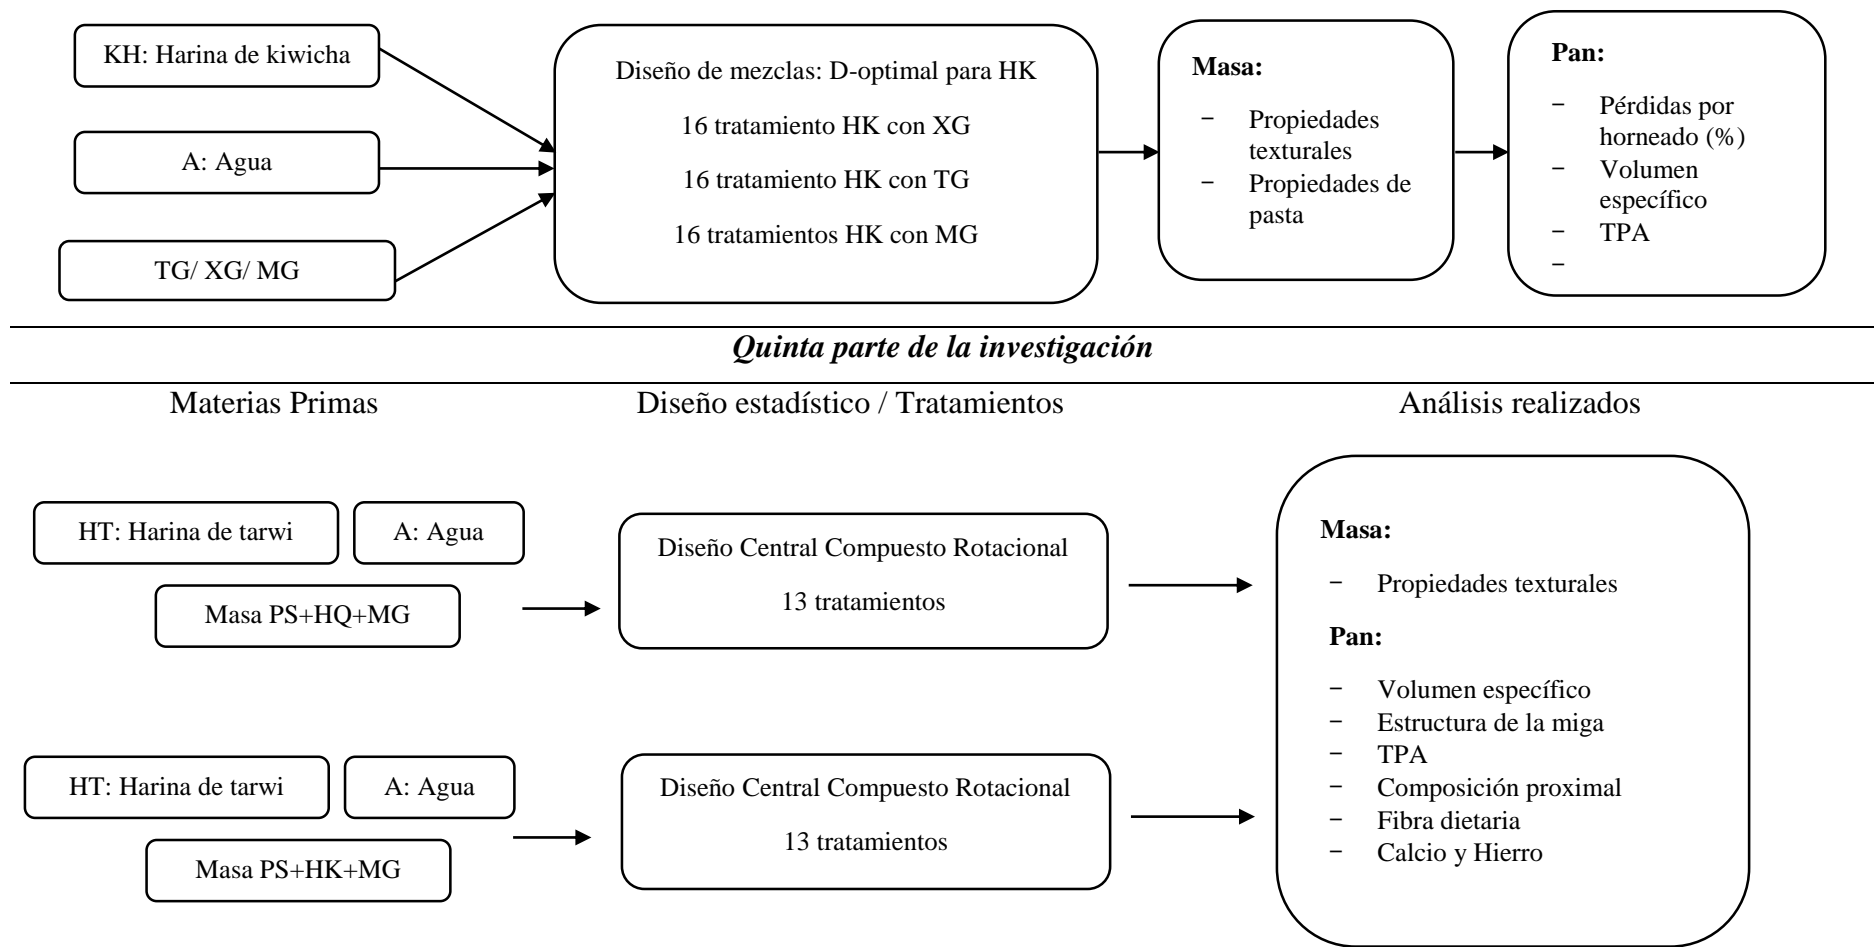 KH: Harina de kiwicha
A: Agua
TG/ XG/ MG
Diseño de mezclas: D-optimal para HK
16 tratamiento HK con XG
16 tratamiento HK con TG
16 tratamientos HK con MG
Masa:
− Propiedades
texturales
− Propiedades de
pasta
Pan:
− Pérdidas por
horneado (%)
− Volumen
específico
− TPA
−
Quinta parte de la investigación
Materias Primas
Diseño estadístico / Tratamientos
Análisis realizados
HT: Harina de tarwi
A: Agua
Masa PS+HQ+MG
Diseño Central Compuesto Rotacional
13 tratamientos
HT: Harina de tarwi
A: Agua
Masa PS+HK+MG
Diseño Central Compuesto Rotacional
13 tratamientos
Masa:
− Propiedades texturales
Pan:
− Volumen específico
− Estructura de la miga
− TPA
− Composición proximal
− Fibra dietaria
− Calcio y Hierro